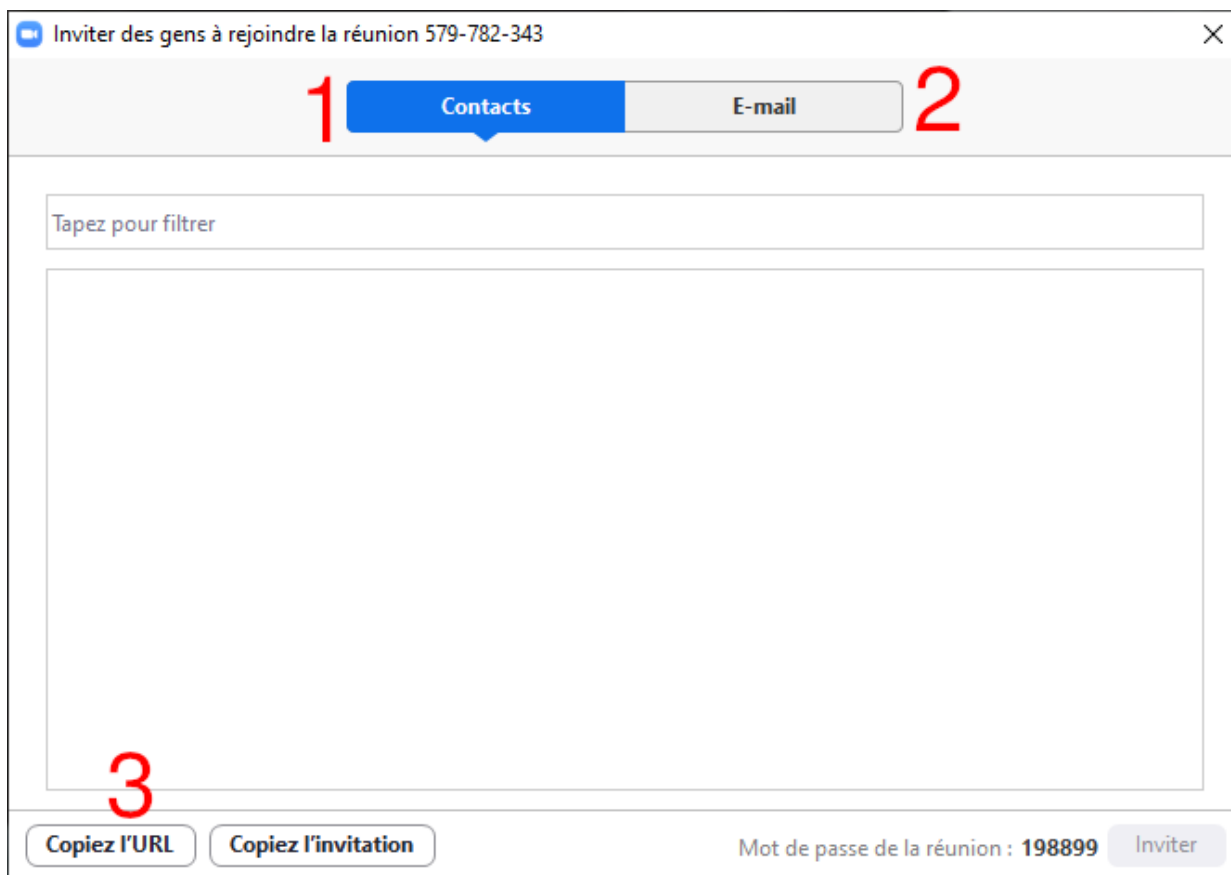 Inviter des gens à rejoindre la réunion 579-782-343
1 Contacts E-mail 2
Tapez pour filtrer
3
Copiez l'URL Copiez l'invitation Mot de passe de la réunion : 198899 Inviter